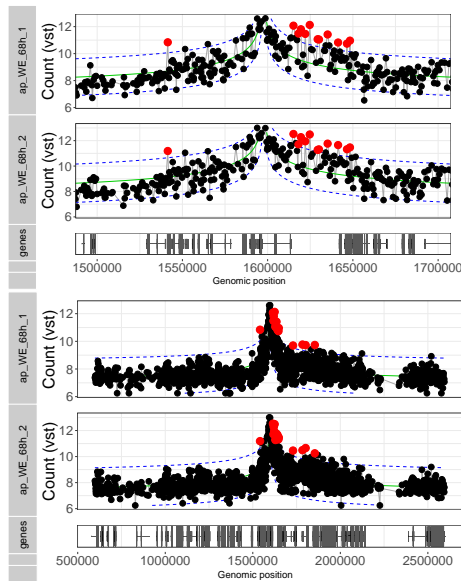 ap_WE_68h_1
Count (vst)
12
10
8
6
ap_WE_68h_2
Count (vst)
12
10
8
6
genes
1500000 1550000 1600000 1650000 1700000
Genomic position
ap_WE_68h_1
Count (vst)
12
10
8
6
ap_WE_68h_2
Count (vst)
12
10
8
6
genes
500000 1000000 1500000 2000000 2500000
Genomic position